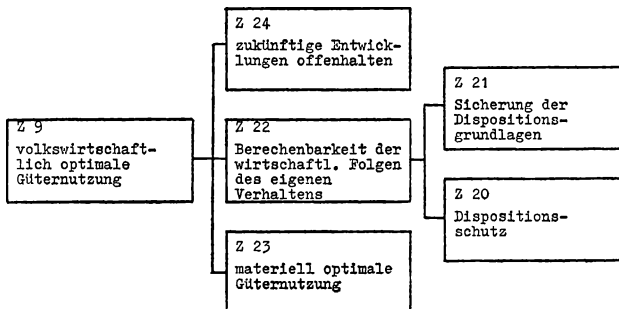 Z 24
zukünftige Entwick-
lungen offenhalten
Z 9
volkswirtschaft-
lich optimale
Güternutzung
Z 22
Berechenbarkeit der
wirtschaftl. Folgen
des eigenen
Verhaltens
Z 23
materiell optimale
Güternutzung
Z 21
Sicherung der
Dispositions-
grundlagen
Z 20
Dispositions-
schutz